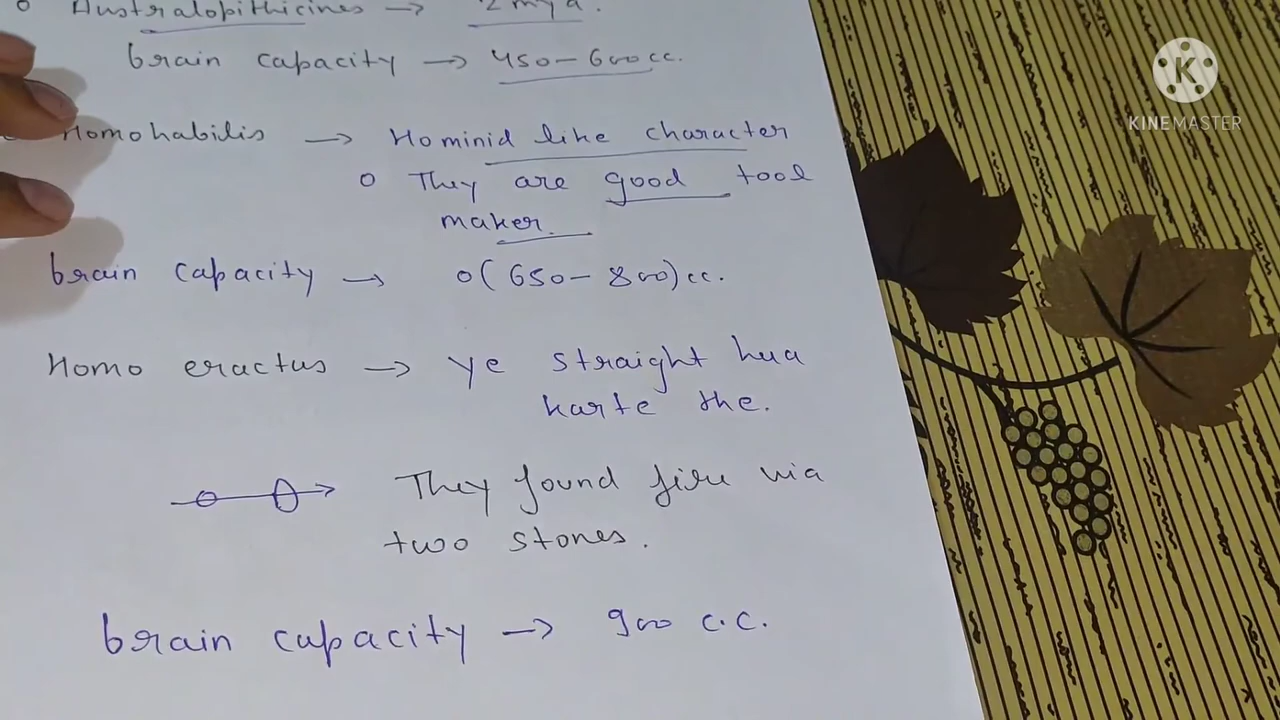 o Australopithicines → 2 mya.
brain capacity → 450-600cc.
Homohabilis → Hominid like character
o They are good tool
maker.
brain capacity → o(650-800)cc.
Homo eractus → Ye straight hua
karte the.
They found fire via
two stones.
brain capacity → 900 c.c.
K
KINEMASTER